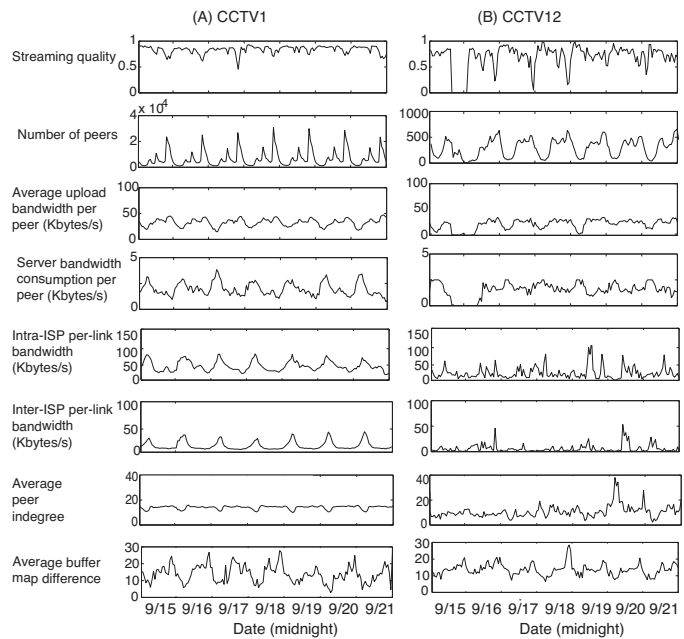 (A) CCTV1
(B) CCTV12
Streaming quality
1
0.5
0
1
0.5
0
Number of peers
x 10^4
4
2
0
1000
500
0
Average upload
bandwidth per
peer (Kbytes/s)
100
50
0
100
50
0
Server bandwidth
consumption per
peer (Kbytes/s)
5
0
5
0
Intra-ISP per-link
bandwidth
(Kbytes/s)
150
100
50
0
150
100
50
0
Inter-ISP per-link
bandwidth
(Kbytes/s)
100
50
0
100
50
0
Average
peer
indegree
40
20
0
40
20
0
Average buffer
map difference
30
20
10
0
30
20
10
0
9/15 9/16 9/17 9/18 9/19 9/20 9/21
9/15 9/16 9/17 9/18 9/19 9/20 9/21
Date (midnight)
Date (midnight)